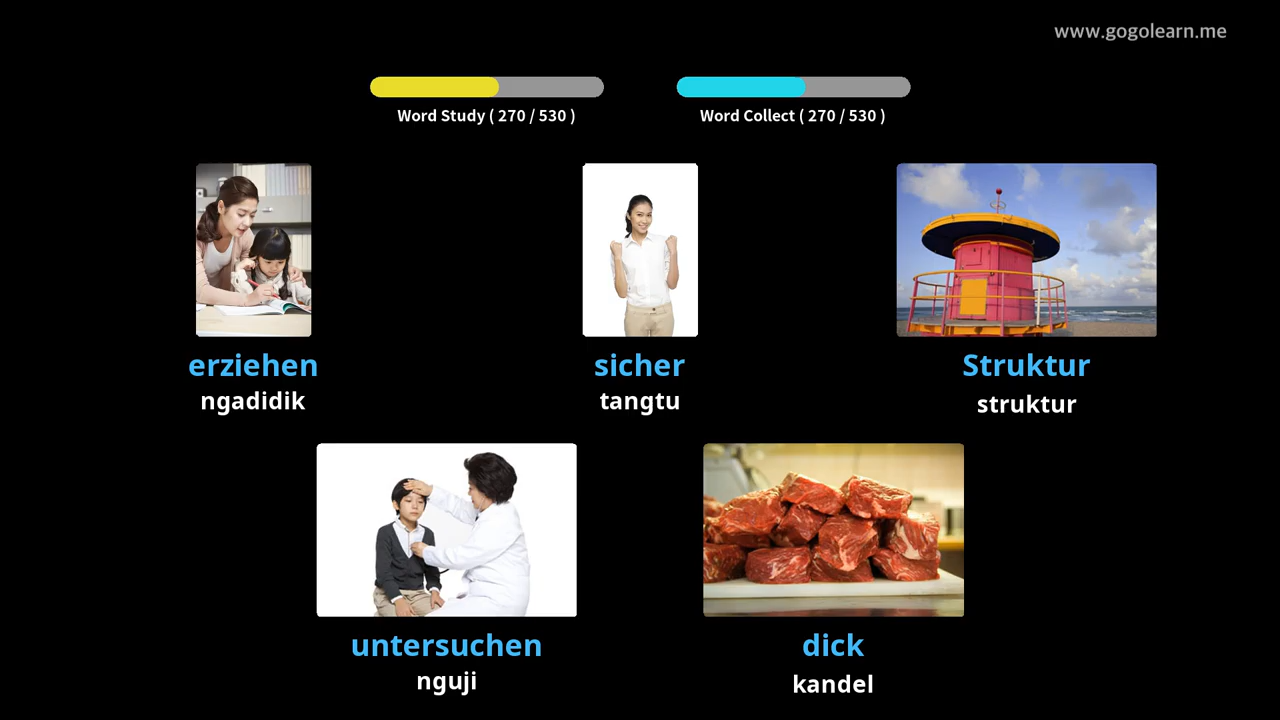 www.gogolearn.me
Word Study ( 270 / 530 )
Word Collect ( 270 / 530 )
erziehen
ngadidik
sicher
tangtu
Struktur
struktur
untersuchen
nguji
dick
kandel